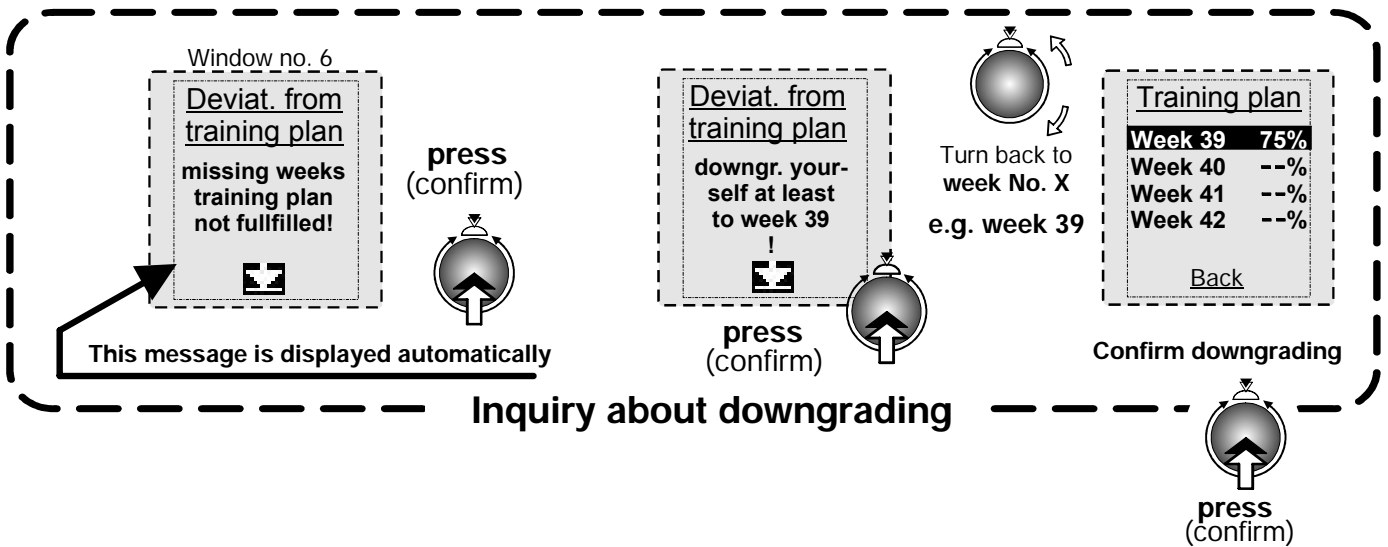 Window no. 6
Deviat. from
training plan
missing weeks
training plan
not fullfilled!
press
(confirm)
This message is displayed automatically
Deviat. from
training plan
downgr. your-
self at least
to week 39
!
press
(confirm)
Turn back to
week No. X
e.g. week 39
Training plan
Week 39 75%
Week 40 --%
Week 41 --%
Week 42 --%
Back
Confirm downgrading
Inquiry about downgrading
press
(confirm)